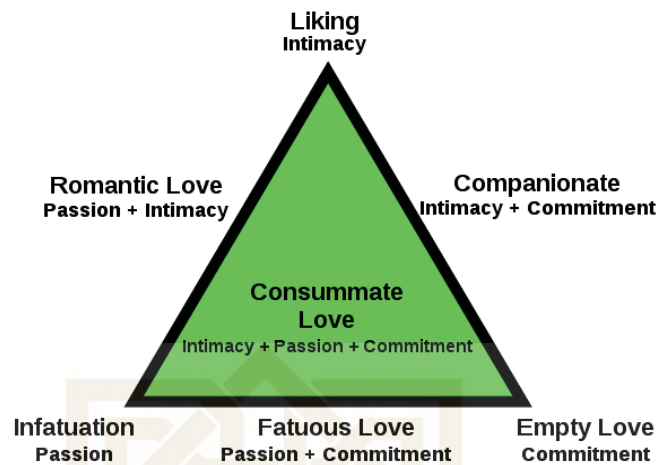 Liking
Intimacy
Romantic Love
Passion + Intimacy
Companionate
Intimacy + Commitment
Consummate
Love
Intimacy + Passion + Commitment
Infatuation
Passion
Fatuous Love
Passion + Commitment
Empty Love
Commitment